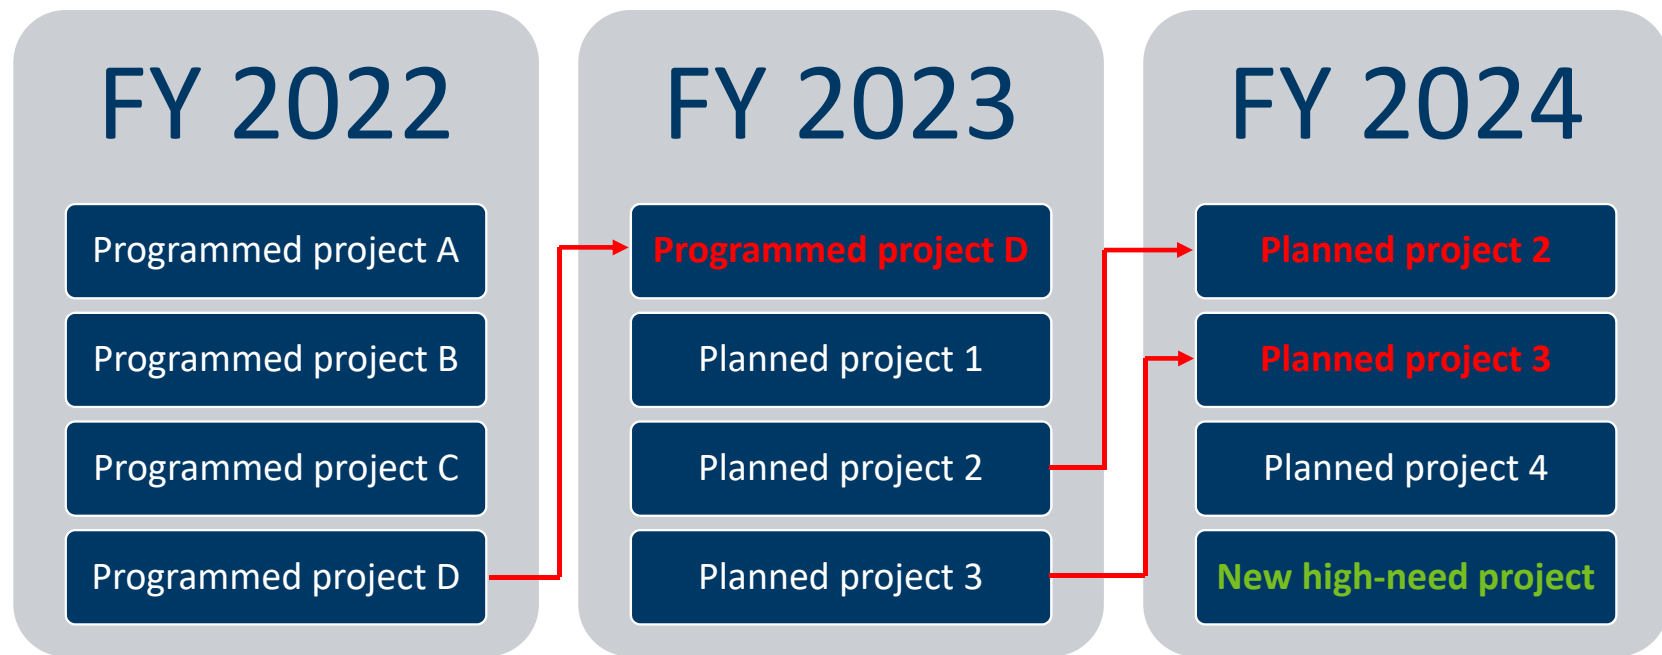 FY 2022
Programmed project A
Programmed project B
Programmed project C
Programmed project D
FY 2023
Programmed project D
Planned project 1
Planned project 2
Planned project 3
FY 2024
Planned project 2
Planned project 3
Planned project 4
New high-need project